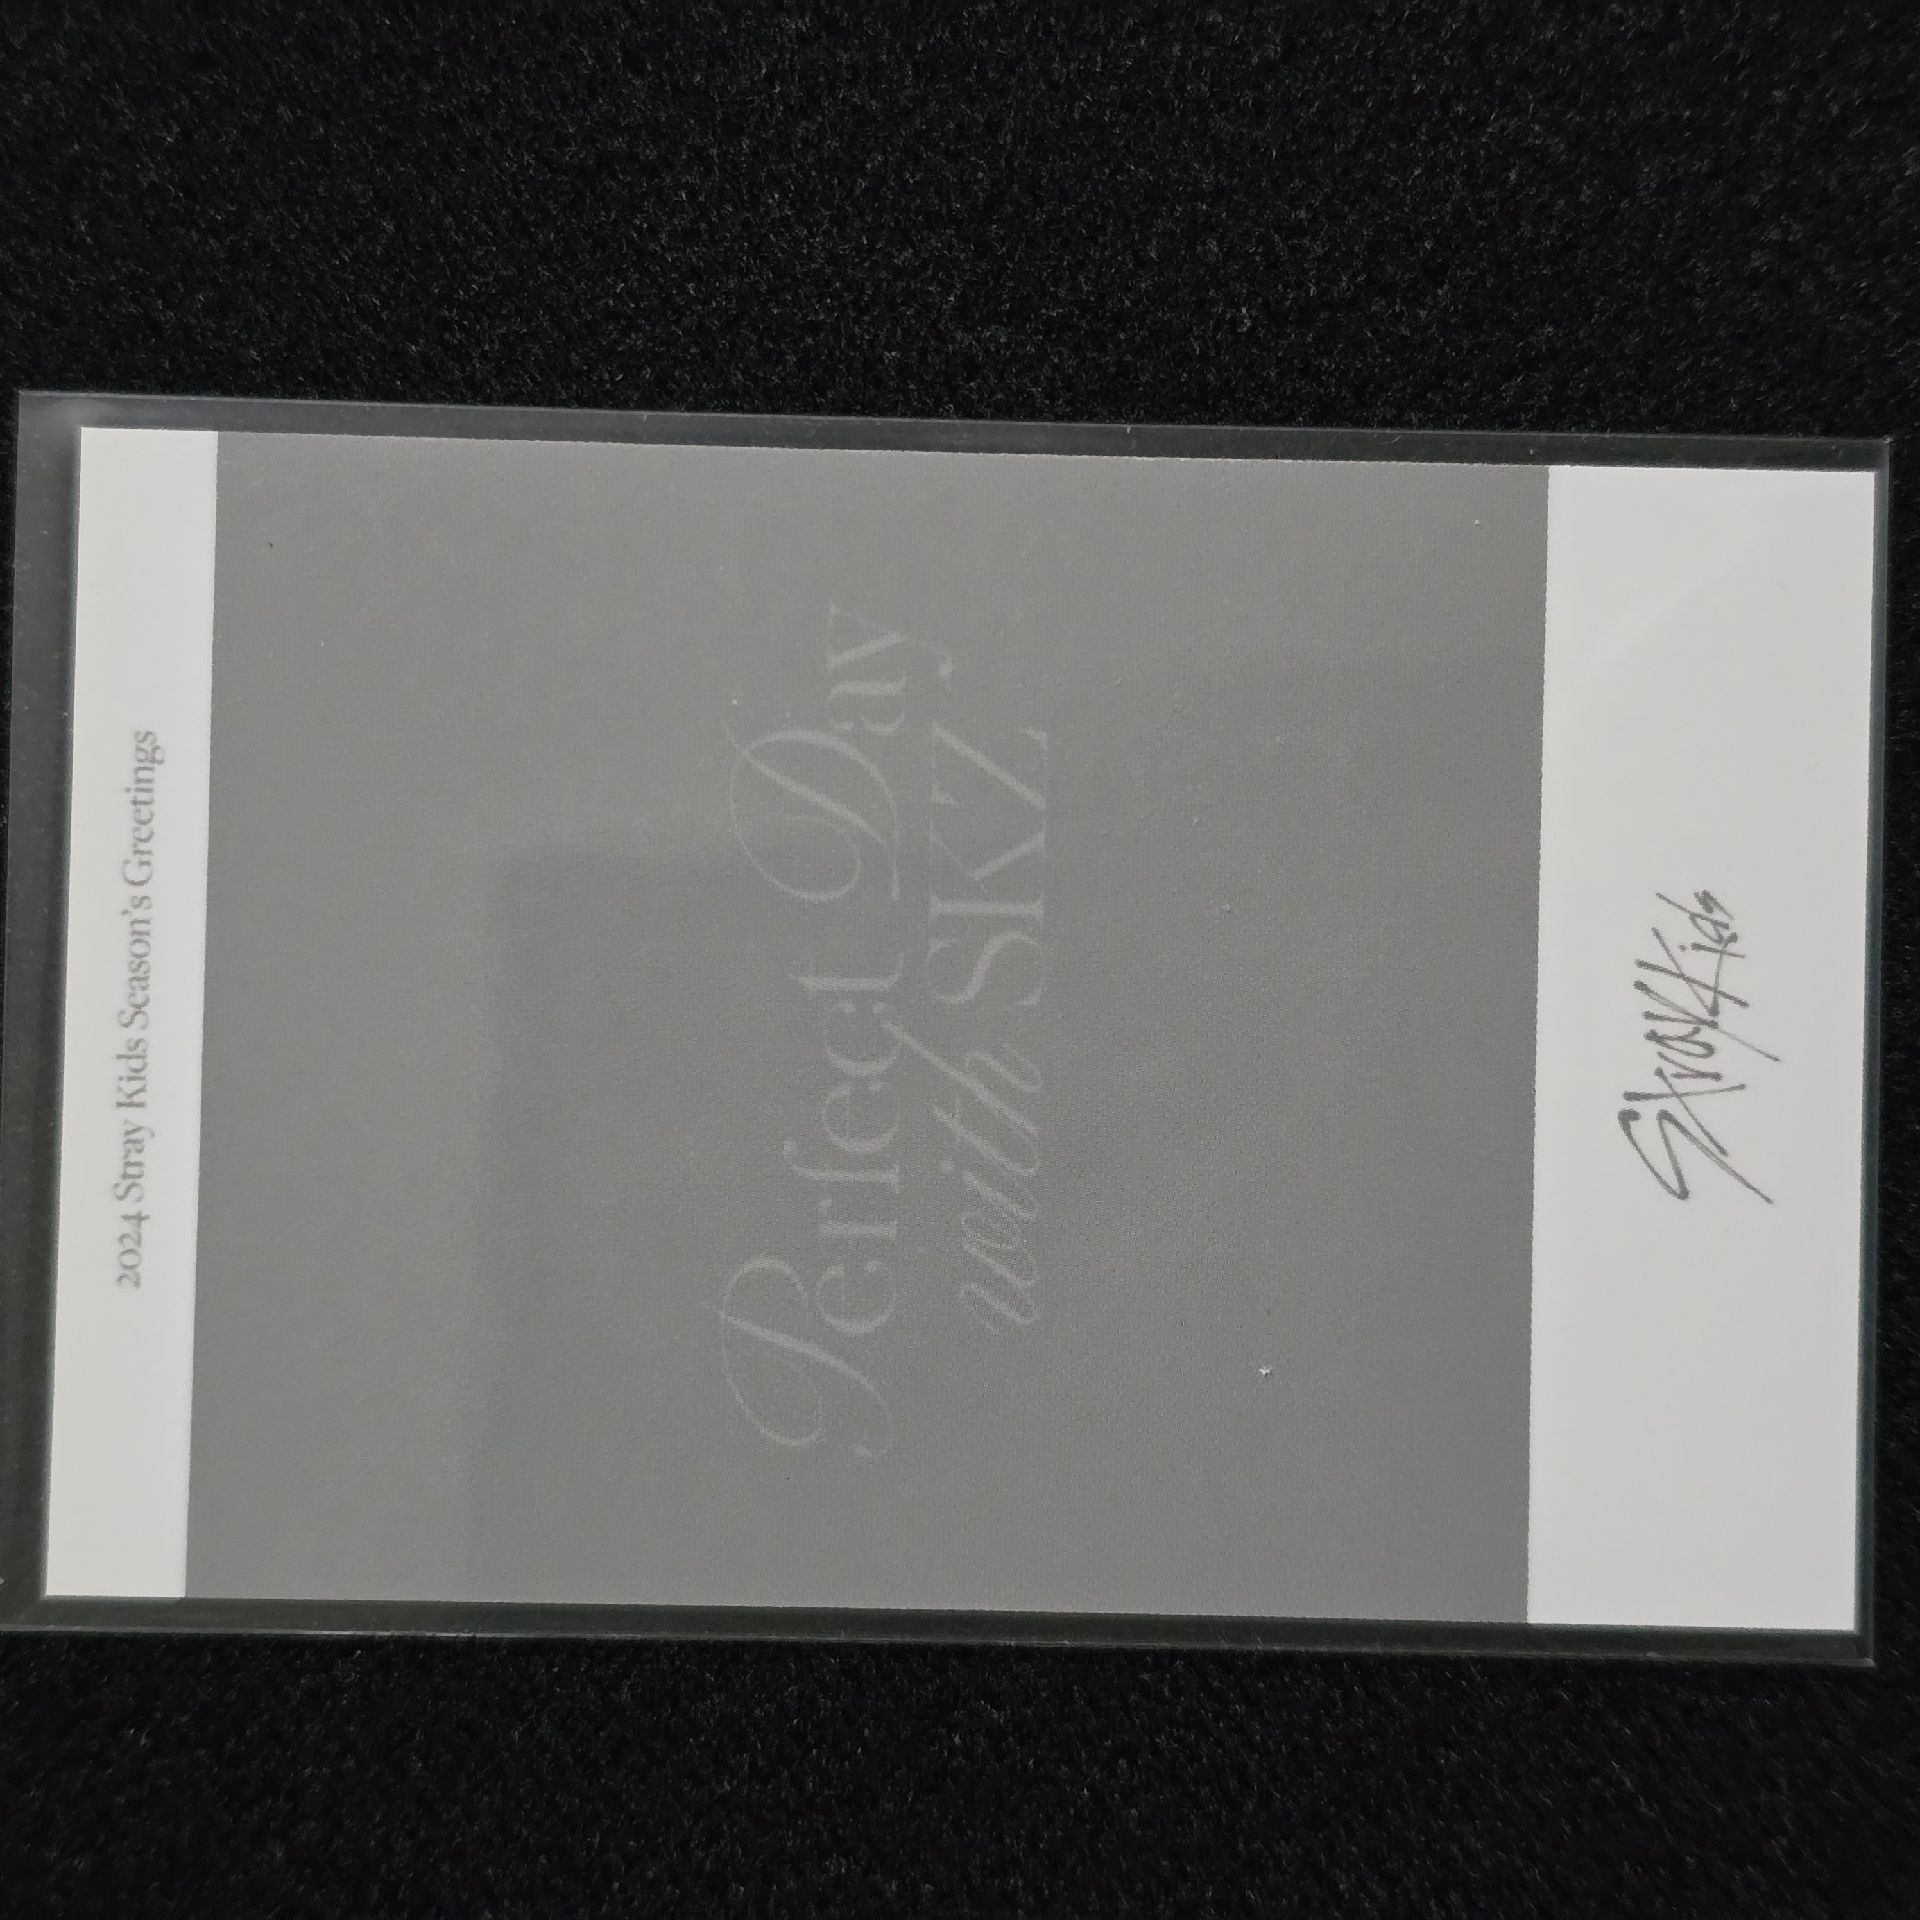 2024 Stray Kids Season's Greetings
Perfect Day
with SKZ
Stray Kids